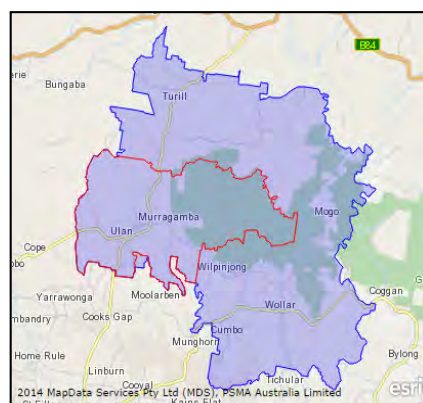 B84
Bungaba
Turill
Murragamba
Mogo
Ulan
Cope
Wilpinjong
Yarrawonga
Moolarben
Coggan
Wollar
Cooks Gap
Cumbo
Munghorn
Home Rule
Bylong
Linburn
Tichular
Cooyal
2014 MapData Services Pty Ltd (MDS), PSMA Australia Limited
esri